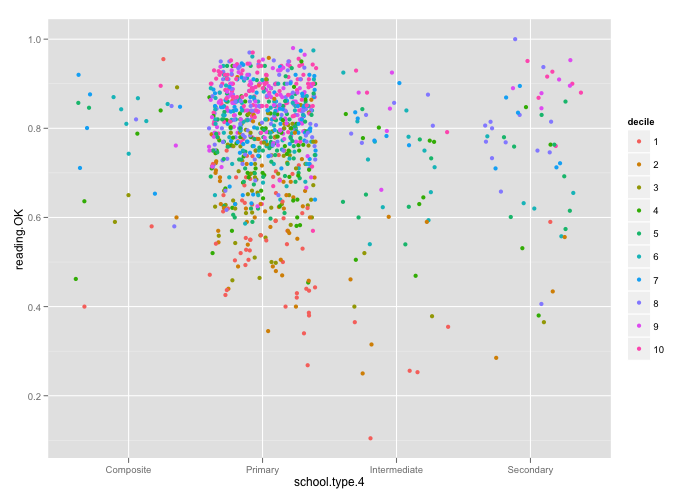 reading.OK
1.0
0.8
0.6
0.4
0.2
Composite
Primary
Intermediate
Secondary
school.type.4
decile
1
2
3
4
5
6
7
8
9
10